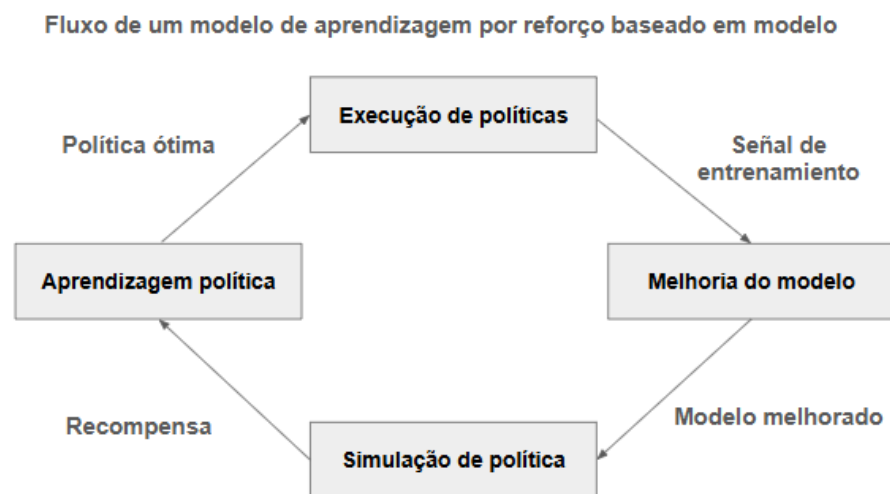 Fluxo de um modelo de aprendizagem por reforço baseado em modelo
Execução de políticas
Política ótima
Señal de
entrenamiento
Aprendizagem política
Melhoria do modelo
Recompensa
Modelo melhorado
Simulação de política